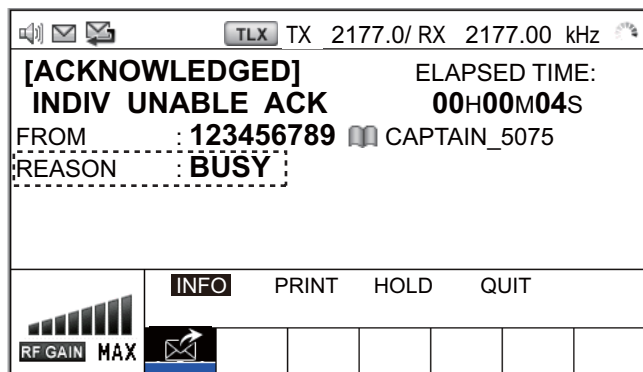 TLX TX 2177.0/ RX 2177.00 kHz
[ACKNOWLEDGED] ELAPSED TIME:
INDIV UNABLE ACK 00H00M04S
FROM : 123456789 CAPTAIN_5075
REASON : BUSY
INFO PRINT HOLD QUIT
RF GAIN MAX